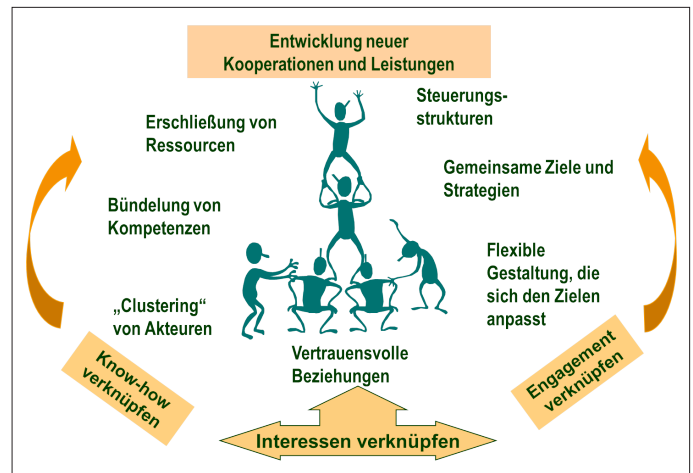 Entwicklung neuer
Kooperationen und Leistungen
Steuerungs-
strukturen
Erschließung von
Ressourcen
Gemeinsame Ziele und
Strategien
Bündelung von
Kompetenzen
Flexible
Gestaltung, die
sich den Zielen
anpasst
„Clustering“
von Akteuren
Vertrauensvolle
Beziehungen
Know-how
verknüpfen
Engagement
verknüpfen
Interessen verknüpfen